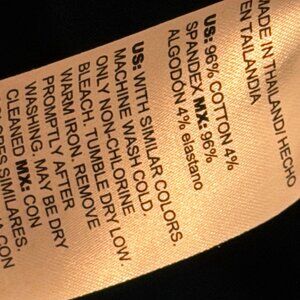 MADE IN THAILAND/ HECHO
EN TAILANDIA
US: 96% COTTON 4%
SPANDEX MX: 96%
ALGODÓN 4% elastano
US: WITH SIMILAR COLORS.
MACHINE WASH COLD.
ONLY NON-CHLORINE
BLEACH. TUMBLE DRY LOW.
WARM IRON. REMOVE
PROMPTLY AFTER
WASHING. MAY BE DRY
CLEANED MX: CON
SIMILARES.
CON